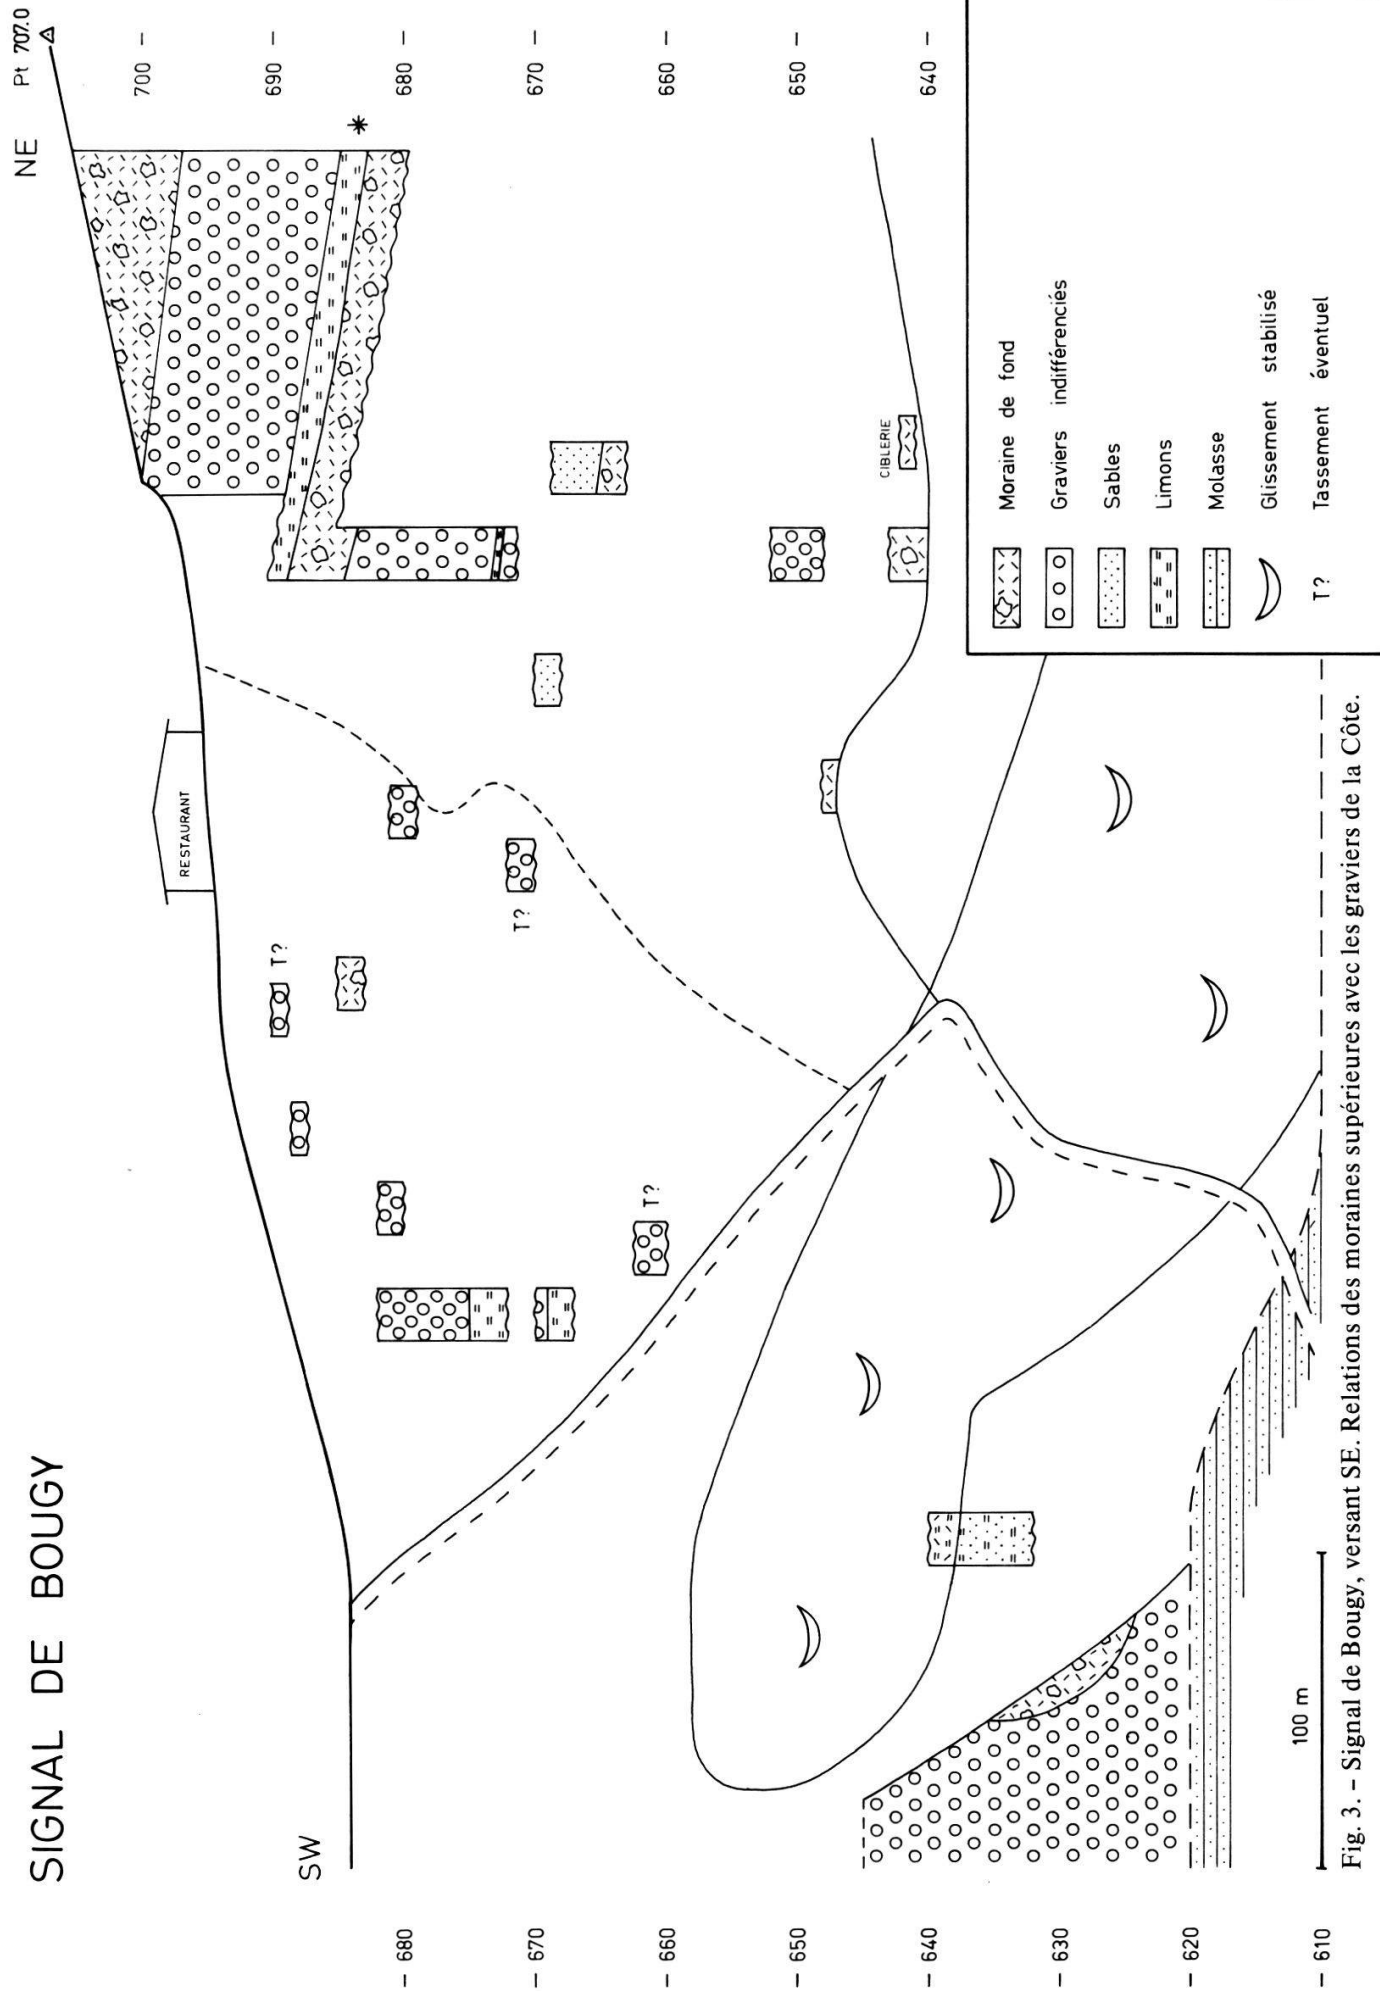 SIGNAL DE BOUGY
SW
NE
Pt 707.0
RESTAURANT
T?
T?
T?
CIBLERIE
700 –
690 –
680 –
670 –
660 –
650 –
640 –
– 680
– 670
– 660
– 650
– 640
– 630
– 620
– 610
*
100 m
Moraine de fond
Graviers indifférenciés
Sables
Limons
Molasse
Glissement stabilisé
T? Tassement éventuel
Fig. 3. – Signal de Bougy, versant SE. Relations des moraines supérieures avec les graviers de la Côte.